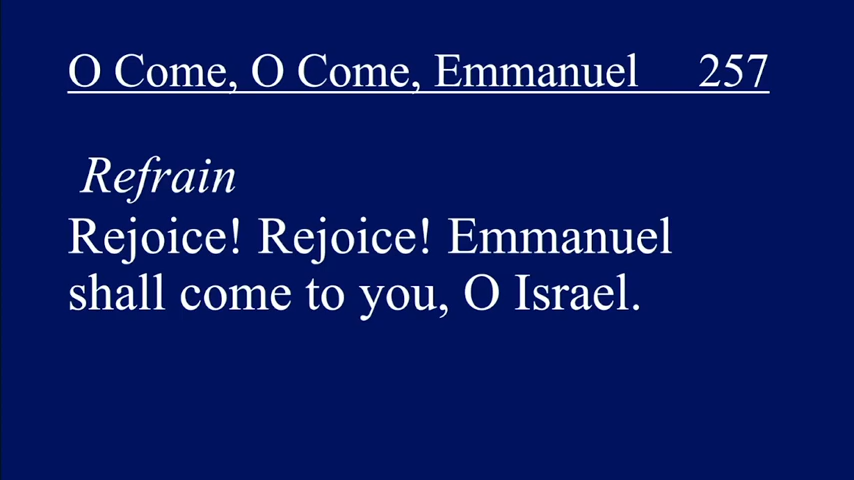 O Come, O Come, Emmanuel 257
Refrain
Rejoice! Rejoice! Emmanuel
shall come to you, O Israel.